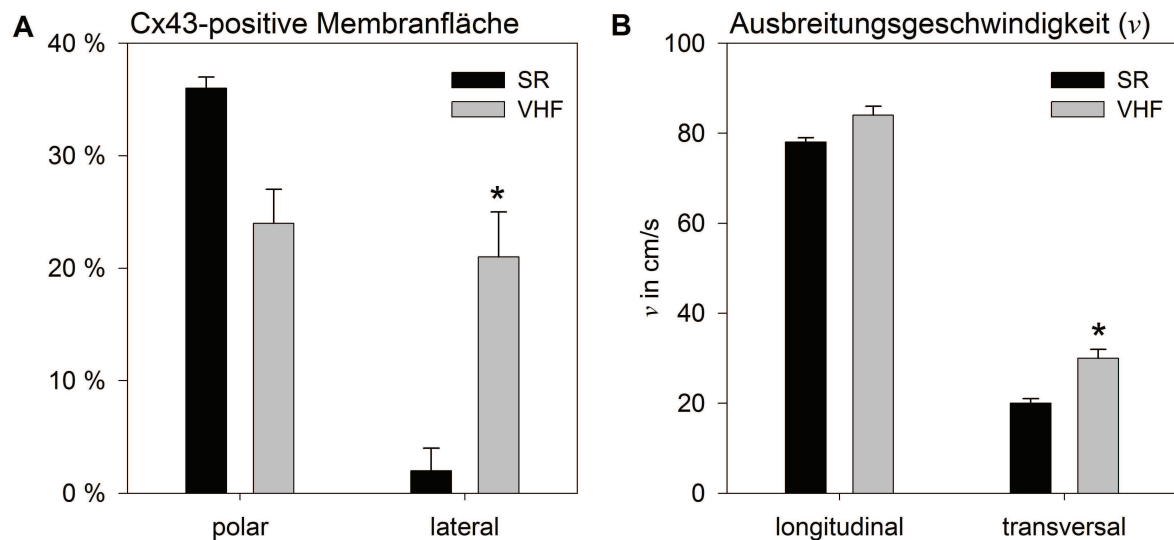 A Cx43-positive Membranfläche
40 %
30 %
20 %
10 %
0 %
SR
VHF
*
polar lateral
B Ausbreitungsgeschwindigkeit (v)
v in cm/s
100
80
60
40
20
0
SR
VHF
*
longitudinal transversal